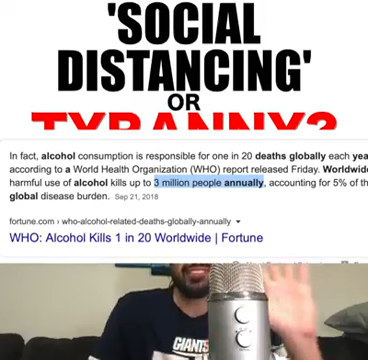 'SOCIAL
DISTANCING'
OR
TYRANNY?
In fact, alcohol consumption is responsible for one in 20 deaths globally each
according to a World Health Organization (WHO) report released Friday.
harmful use of alcohol kills up to 3 million people annually, accounting for 5% of
global disease burden. Sep 21, 2018
fortune.com › who-alcohol-related-deaths-globally-annually
WHO: Alcohol Kills 1 in 20 Worldwide | Fortune
GIANTS